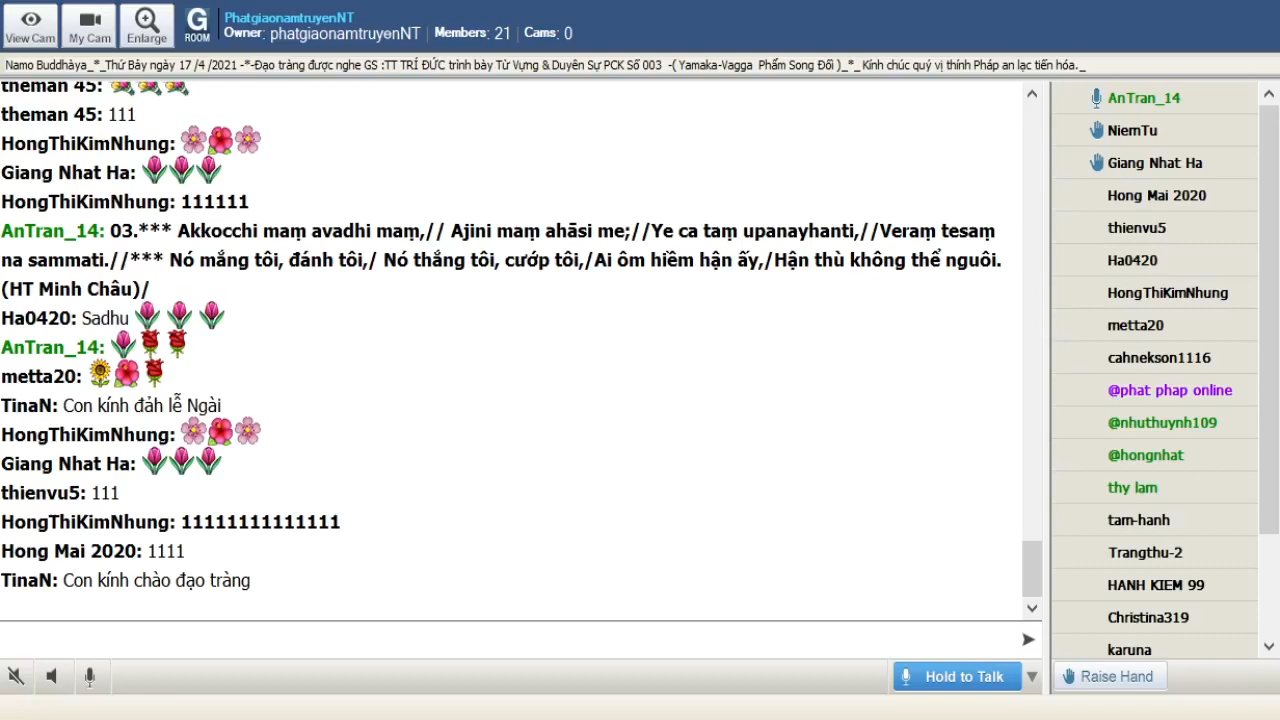 View Cam
My Cam
Enlarge
G
ROOM
PhatgiaonamtruyenNT
Owner: phatgiaonamtruyenNT | Members: 21 | Cams: 0
Namo Buddhàya_*_Thứ Bảy ngày 17 /4 /2021 -*-Đạo tràng được nghe GS :TT TRÍ ĐỨC trình bày Từ Vựng & Duyên Sự PCK Số 003 -( Yamaka-Vagga Phẩm Song Đối )_*_ Kính chúc quý vị thính Pháp an lạc tiến hóa._
theman 45:
theman 45: 111
HongThiKimNhung:
Giang Nhat Ha:
HongThiKimNhung: 111111
AnTran_14: 03.*** Akkocchi maṃ avadhi maṃ,// Ajini maṃ ahāsi me;//Ye ca taṃ upanayhanti,//Veraṃ tesaṃ
na sammati.//*** Nó mắng tôi, đánh tôi,/ Nó thắng tôi, cướp tôi,/Ai ôm hiềm hận ấy,/Hận thù không thể nguôi.
(HT Minh Châu)/
Ha0420: Sadhu
AnTran_14:
metta20:
TinaN: Con kính đảh lễ Ngài
HongThiKimNhung:
Giang Nhat Ha:
thienvu5: 111
HongThiKimNhung: 11111111111111
Hong Mai 2020: 1111
TinaN: Con kính chào đạo tràng
Hold to Talk
AnTran_14
NiemTu
Giang Nhat Ha
Hong Mai 2020
thienvu5
Ha0420
HongThiKimNhung
metta20
cahnekson1116
@phat phap online
@nhuthuynh109
@hongnhat
thy lam
tam-hanh
Trangthu-2
HANH KIEM 99
Christina319
karuna
Raise Hand